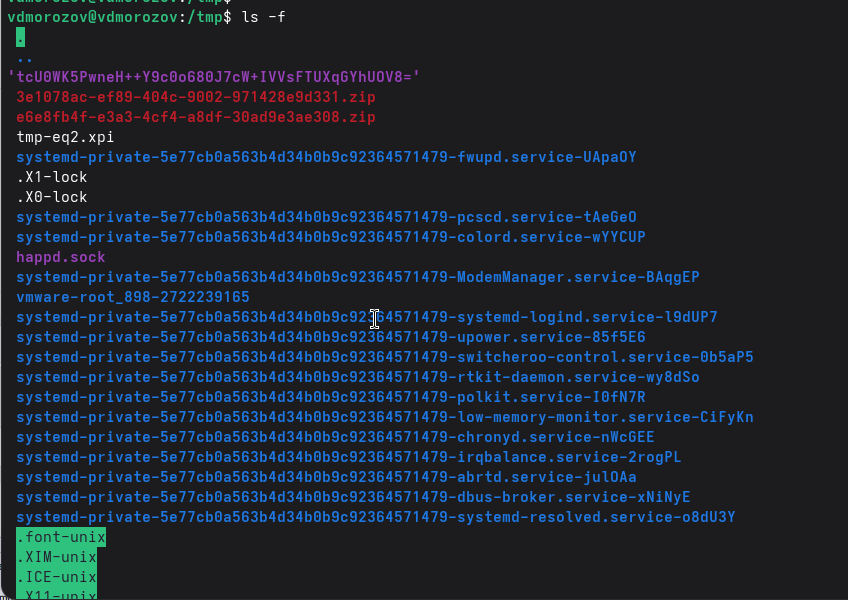 vdmorozov@vdmorozov:/tmp$ ls -f
.
..
'tcU0WK5PwneH++Y9c0o680J7cW+IVVsFTUXqGYhUOV8='
3e1078ac-ef89-404c-9002-971428e9d331.zip
e6e8fb4f-e3a3-4cf4-a8df-30ad9e3ae308.zip
tmp-eq2.xpi
systemd-private-5e77cb0a563b4d34b0b9c92364571479-fwupd.service-UApaOY
.X1-lock
.X0-lock
systemd-private-5e77cb0a563b4d34b0b9c92364571479-pcscd.service-tAeGeO
systemd-private-5e77cb0a563b4d34b0b9c92364571479-colord.service-wYYCUP
happd.sock
systemd-private-5e77cb0a563b4d34b0b9c92364571479-ModemManager.service-BAqgEP
vmware-root_898-2722239165
systemd-private-5e77cb0a563b4d34b0b9c92364571479-systemd-logind.service-l9dUP7
systemd-private-5e77cb0a563b4d34b0b9c92364571479-upower.service-85f5E6
systemd-private-5e77cb0a563b4d34b0b9c92364571479-switcheroo-control.service-0b5aP5
systemd-private-5e77cb0a563b4d34b0b9c92364571479-rtkit-daemon.service-wy8dSo
systemd-private-5e77cb0a563b4d34b0b9c92364571479-polkit.service-I0fN7R
systemd-private-5e77cb0a563b4d34b0b9c92364571479-low-memory-monitor.service-CiFyKn
systemd-private-5e77cb0a563b4d34b0b9c92364571479-chronyd.service-nWcGEE
systemd-private-5e77cb0a563b4d34b0b9c92364571479-irqbalance.service-2rogPL
systemd-private-5e77cb0a563b4d34b0b9c92364571479-abrtd.service-julOAa
systemd-private-5e77cb0a563b4d34b0b9c92364571479-dbus-broker.service-xNiNyE
systemd-private-5e77cb0a563b4d34b0b9c92364571479-systemd-resolved.service-o8dU3Y
.font-unix
.XIM-unix
.ICE-unix
.X11-unix